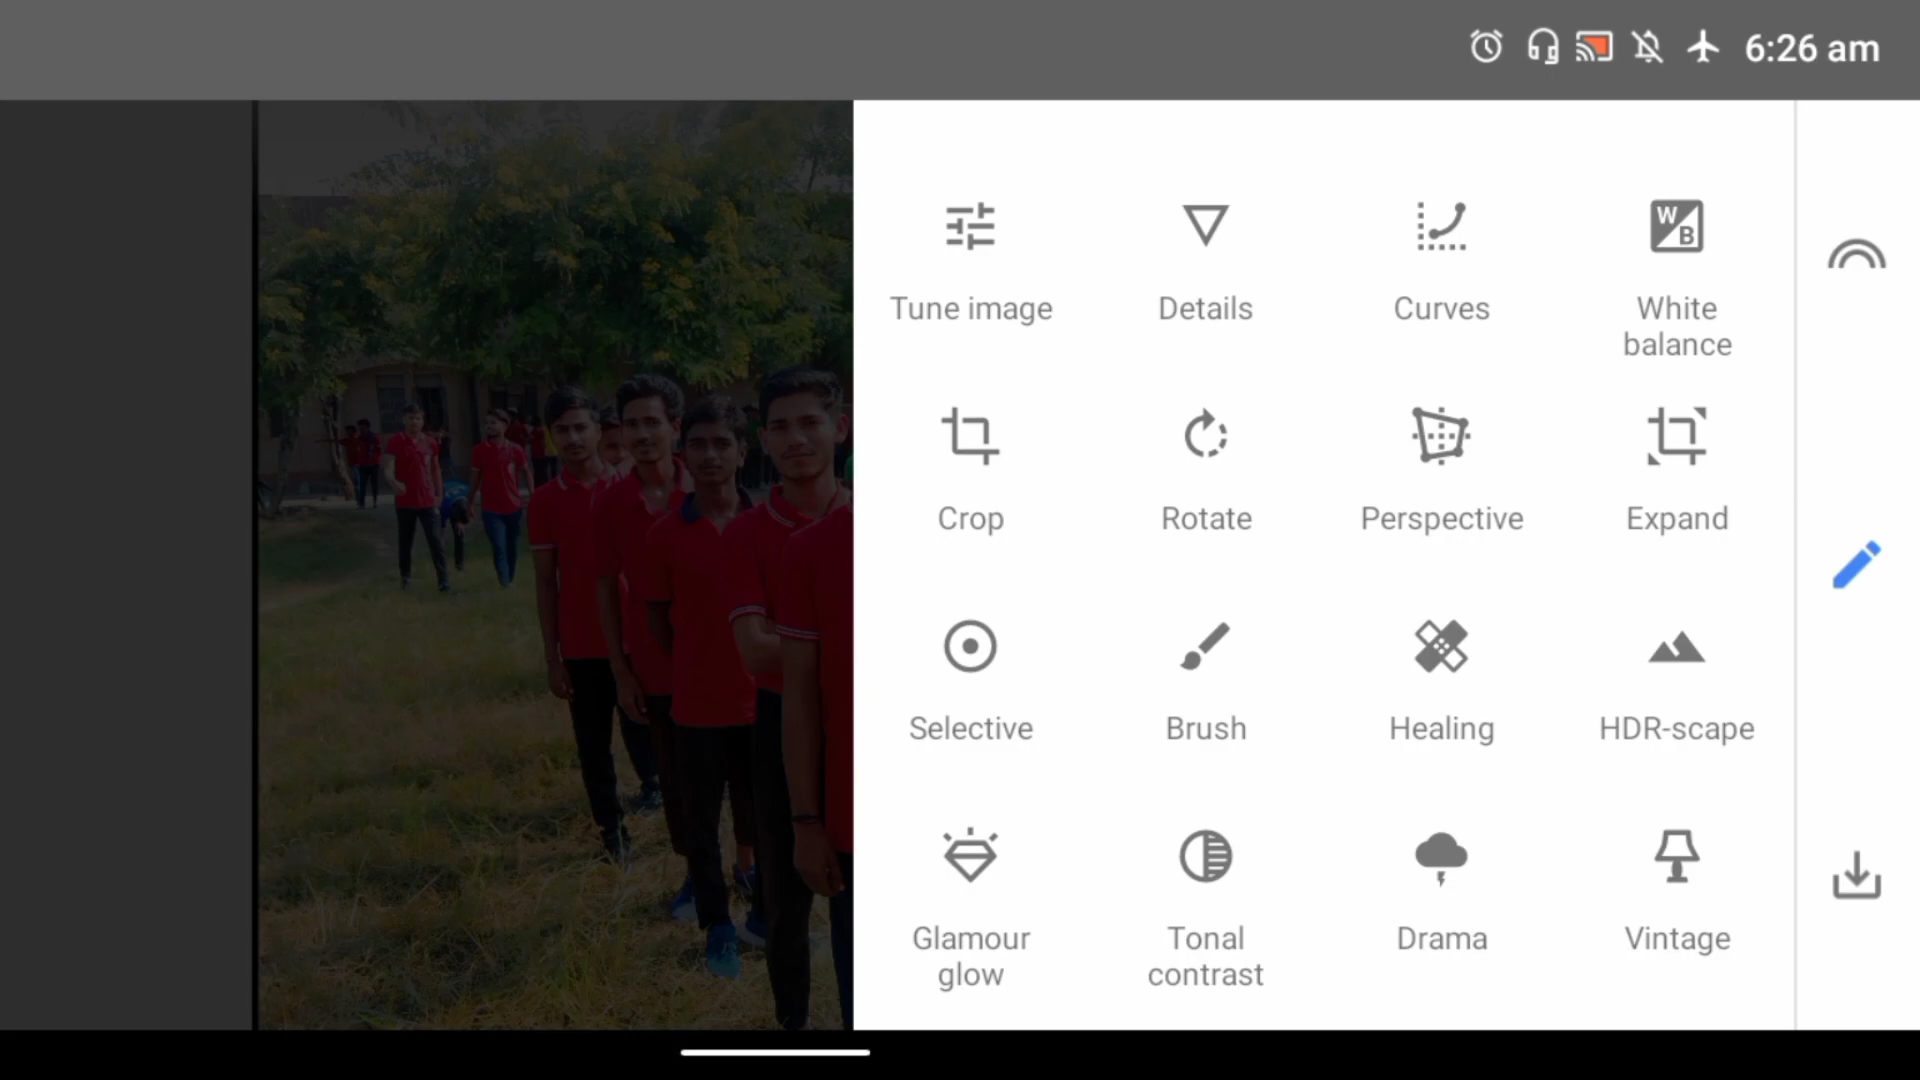 6:26 am
Tune image
Details
Curves
White
balance
Crop
Rotate
Perspective
Expand
Selective
Brush
Healing
HDR-scape
Glamour
glow
Tonal
contrast
Drama
Vintage